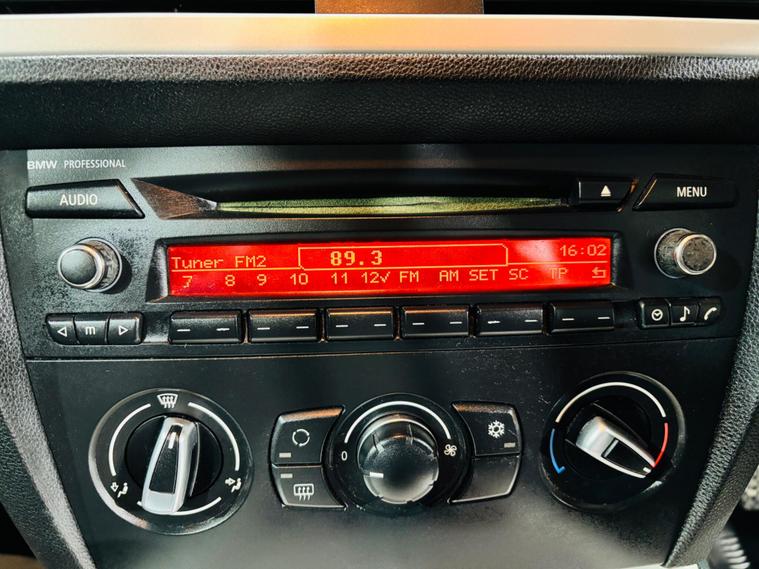 BMW PROFESSIONAL
AUDIO
MENU
Tuner FM2 89.3 16:02
7 8 9 10 11 12√ FM AM SET SC TP
m
0